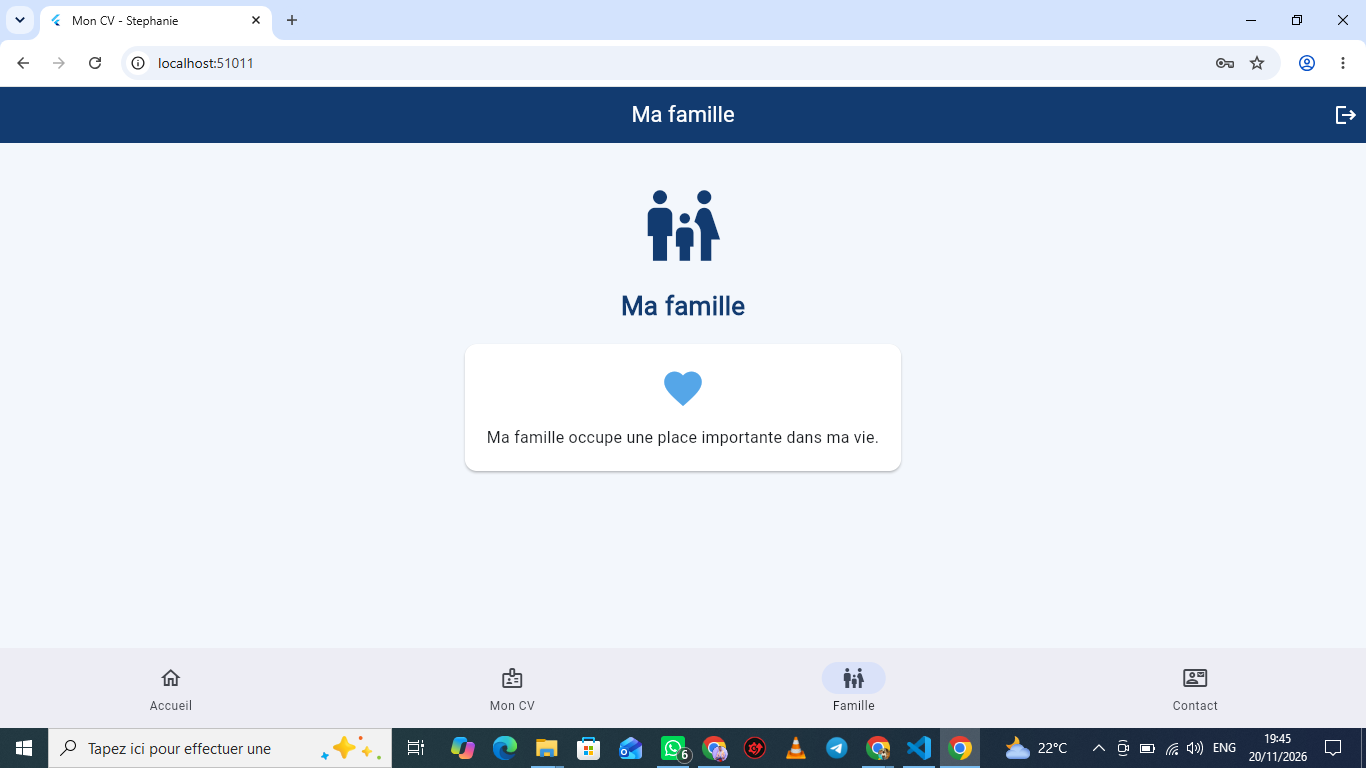 Mon CV - Stephanie
localhost:51011
Ma famille
Ma famille
Ma famille occupe une place importante dans ma vie.
Accueil
Mon CV
Famille
Contact
Tapez ici pour effectuer une
6
22°C
ENG
19:45
20/11/2026